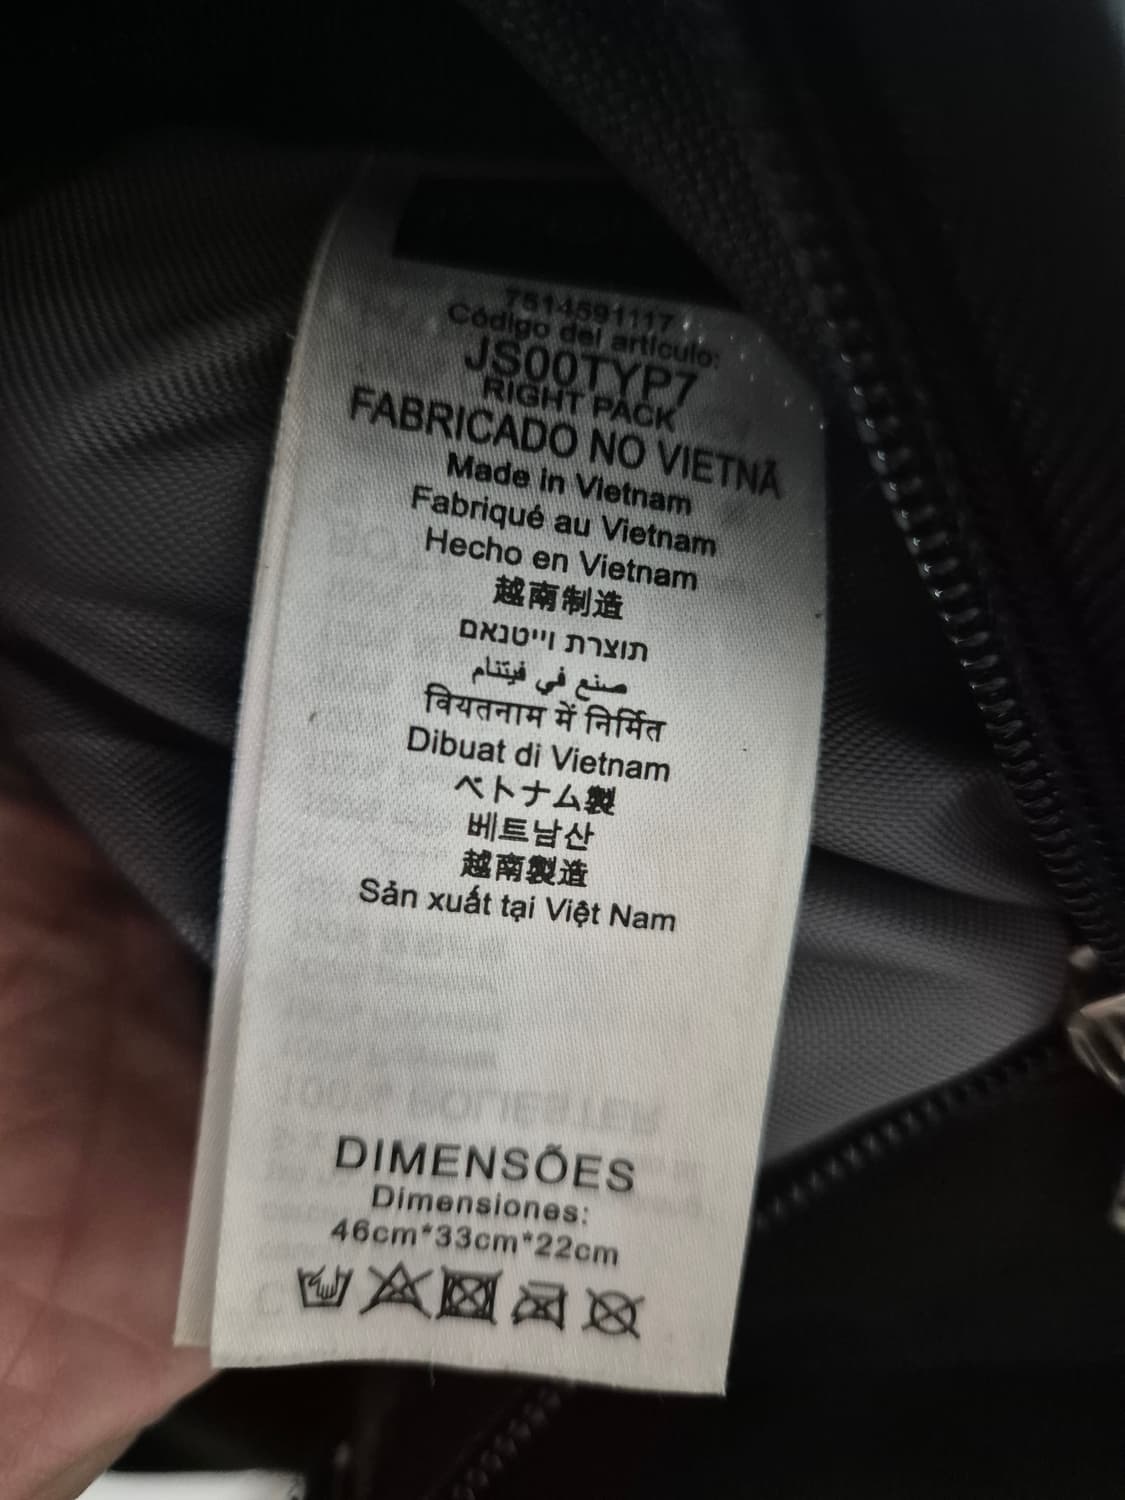 7514591117
Código del artículo:
JS00TYP7
RIGHT PACK
FABRICADO NO VIETNÃ
Made in Vietnam
Fabriqué au Vietnam
Hecho en Vietnam
越南制造
תוצרת וייטנאם
صنع في فيتنام
वियतनाम में निर्मित
Dibuat di Vietnam
ベトナム製
베트남산
越南製造
Sản xuất tại Việt Nam
100% POLIESTER
DIMENSÕES
Dimensiones:
46cm*33cm*22cm